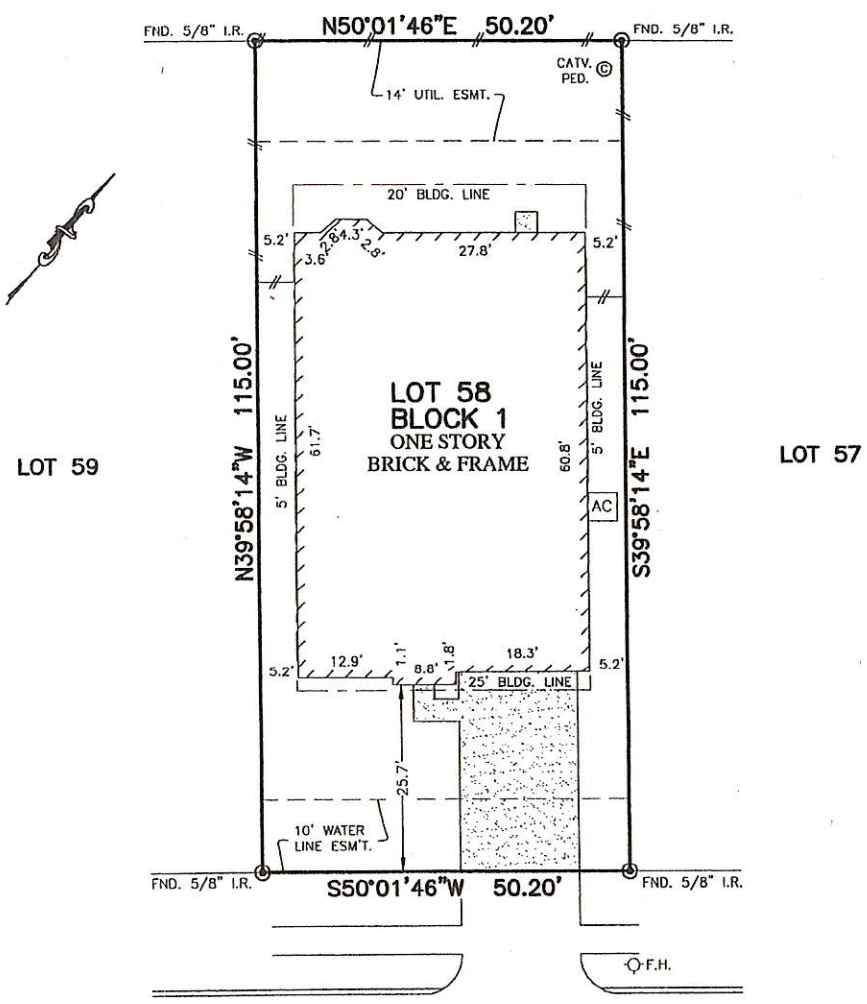 N50°01'46"E 50.20'
FND. 5/8" I.R.
FND. 5/8" I.R.
CATV.
PED.
C
14' UTIL. ESMT.
20' BLDG. LINE
5.2'
3.6
2.8
4.3'
2.8'
27.8'
5.2'
N39°58'14"W 115.00'
5' BLDG. LINE
61.7'
LOT 58
BLOCK 1
ONE STORY
BRICK & FRAME
60.8'
5' BLDG. LINE
S39°58'14"E 115.00'
LOT 59
LOT 57
AC
5.2'
12.9'
1.1'
8.8'
1.8'
18.3'
5.2'
25' BLDG. LINE
25.7'
10' WATER
LINE ESM'T.
FND. 5/8" I.R.
S50°01'46"W 50.20'
FND. 5/8" I.R.
F.H.